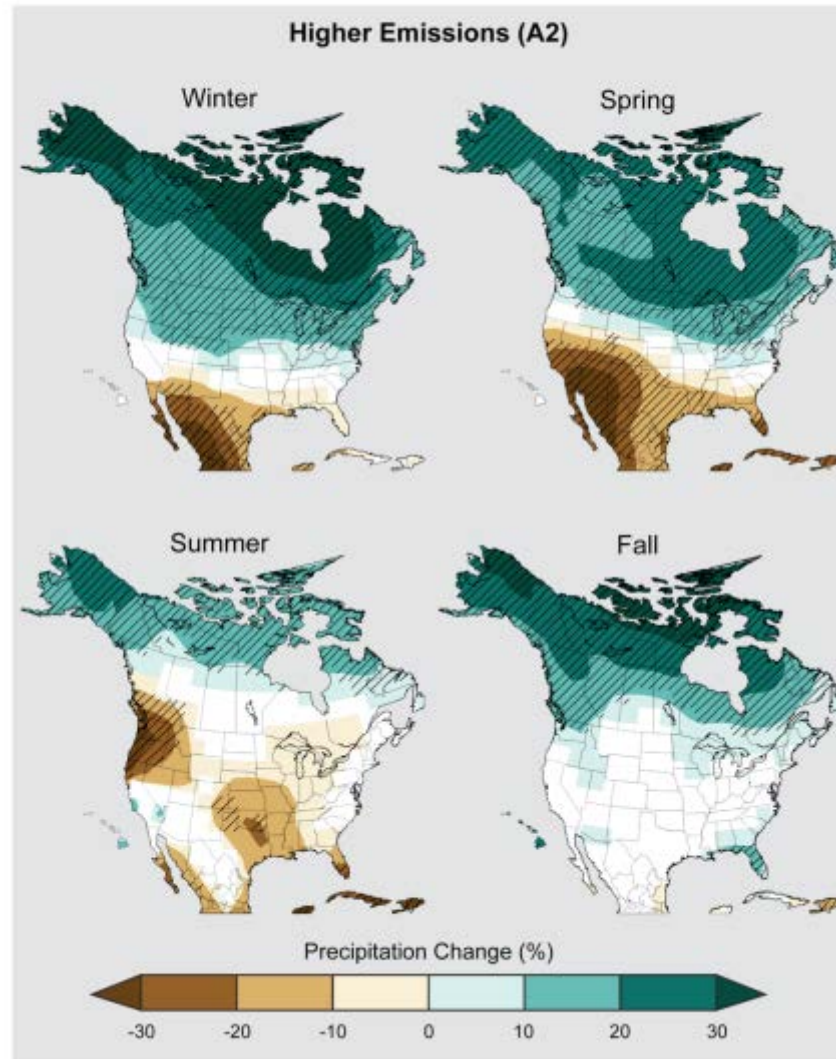 Higher Emissions (A2)
Winter
Spring
Summer
Fall
Precipitation Change (%)
-30 -20 -10 0 10 20 30